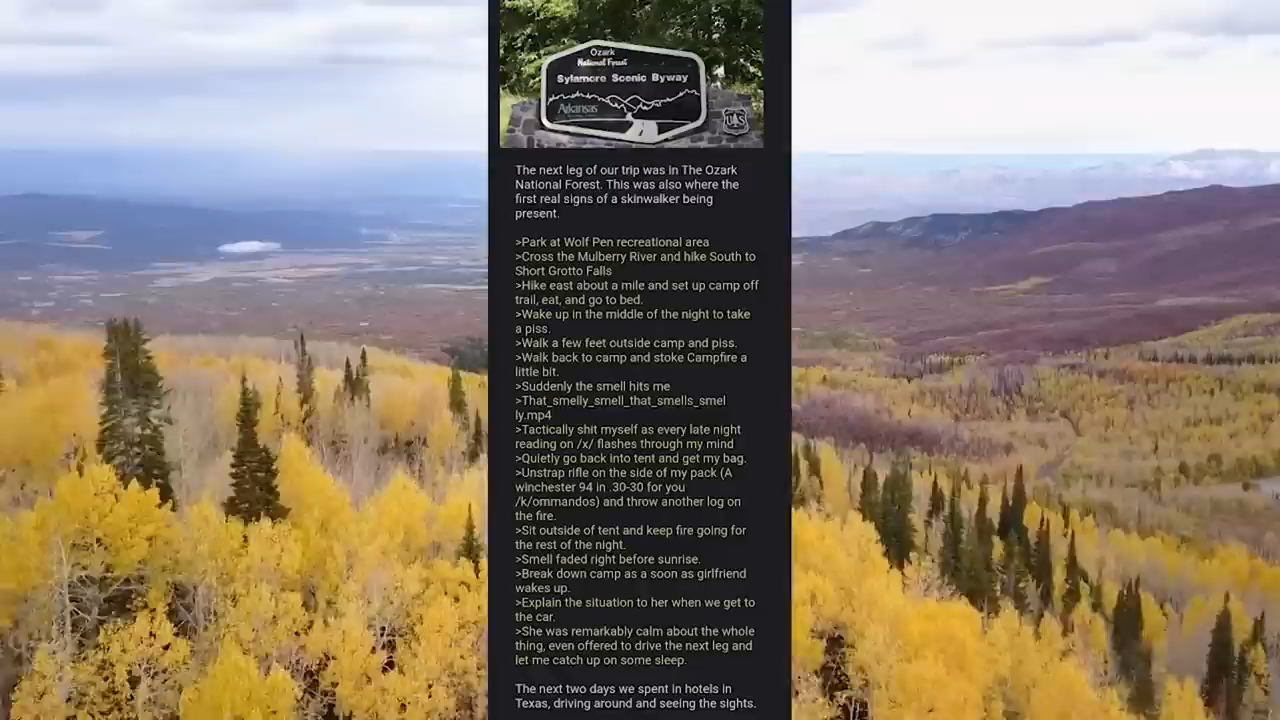 Ozark
National Forest
Sylamore Scenic Byway
Arkansas
UAS
The next leg of our trip was in The Ozark
National Forest. This was also where the
first real signs of a skinwalker being
present.
>Park at Wolf Pen recreational area
>Cross the Mulberry River and hike South to
Short Grotto Falls
>Hike east about a mile and set up camp off
trail, eat, and go to bed.
>Wake up in the middle of the night to take
a piss.
>Walk a few feet outside camp and piss.
>Walk back to camp and stoke Campfire a
little bit.
>Suddenly the smell hits me
>That_smelly_smell_that_smells_smel
ly.mp4
>Tactically shit myself as every late night
reading on /x/ flashes through my mind
>Quietly go back into tent and get my bag.
>Unstrap rifle on the side of my pack (A
winchester 94 in .30-30 for you
/k/ommandos) and throw another log on
the fire.
>Sit outside of tent and keep fire going for
the rest of the night.
>Smell faded right before sunrise.
>Break down camp as a soon as girlfriend
wakes up.
>Explain the situation to her when we get to
the car.
>She was remarkably calm about the whole
thing, even offered to drive the next leg and
let me catch up on some sleep.
The next two days we spent in hotels in
Texas, driving around and seeing the sights.